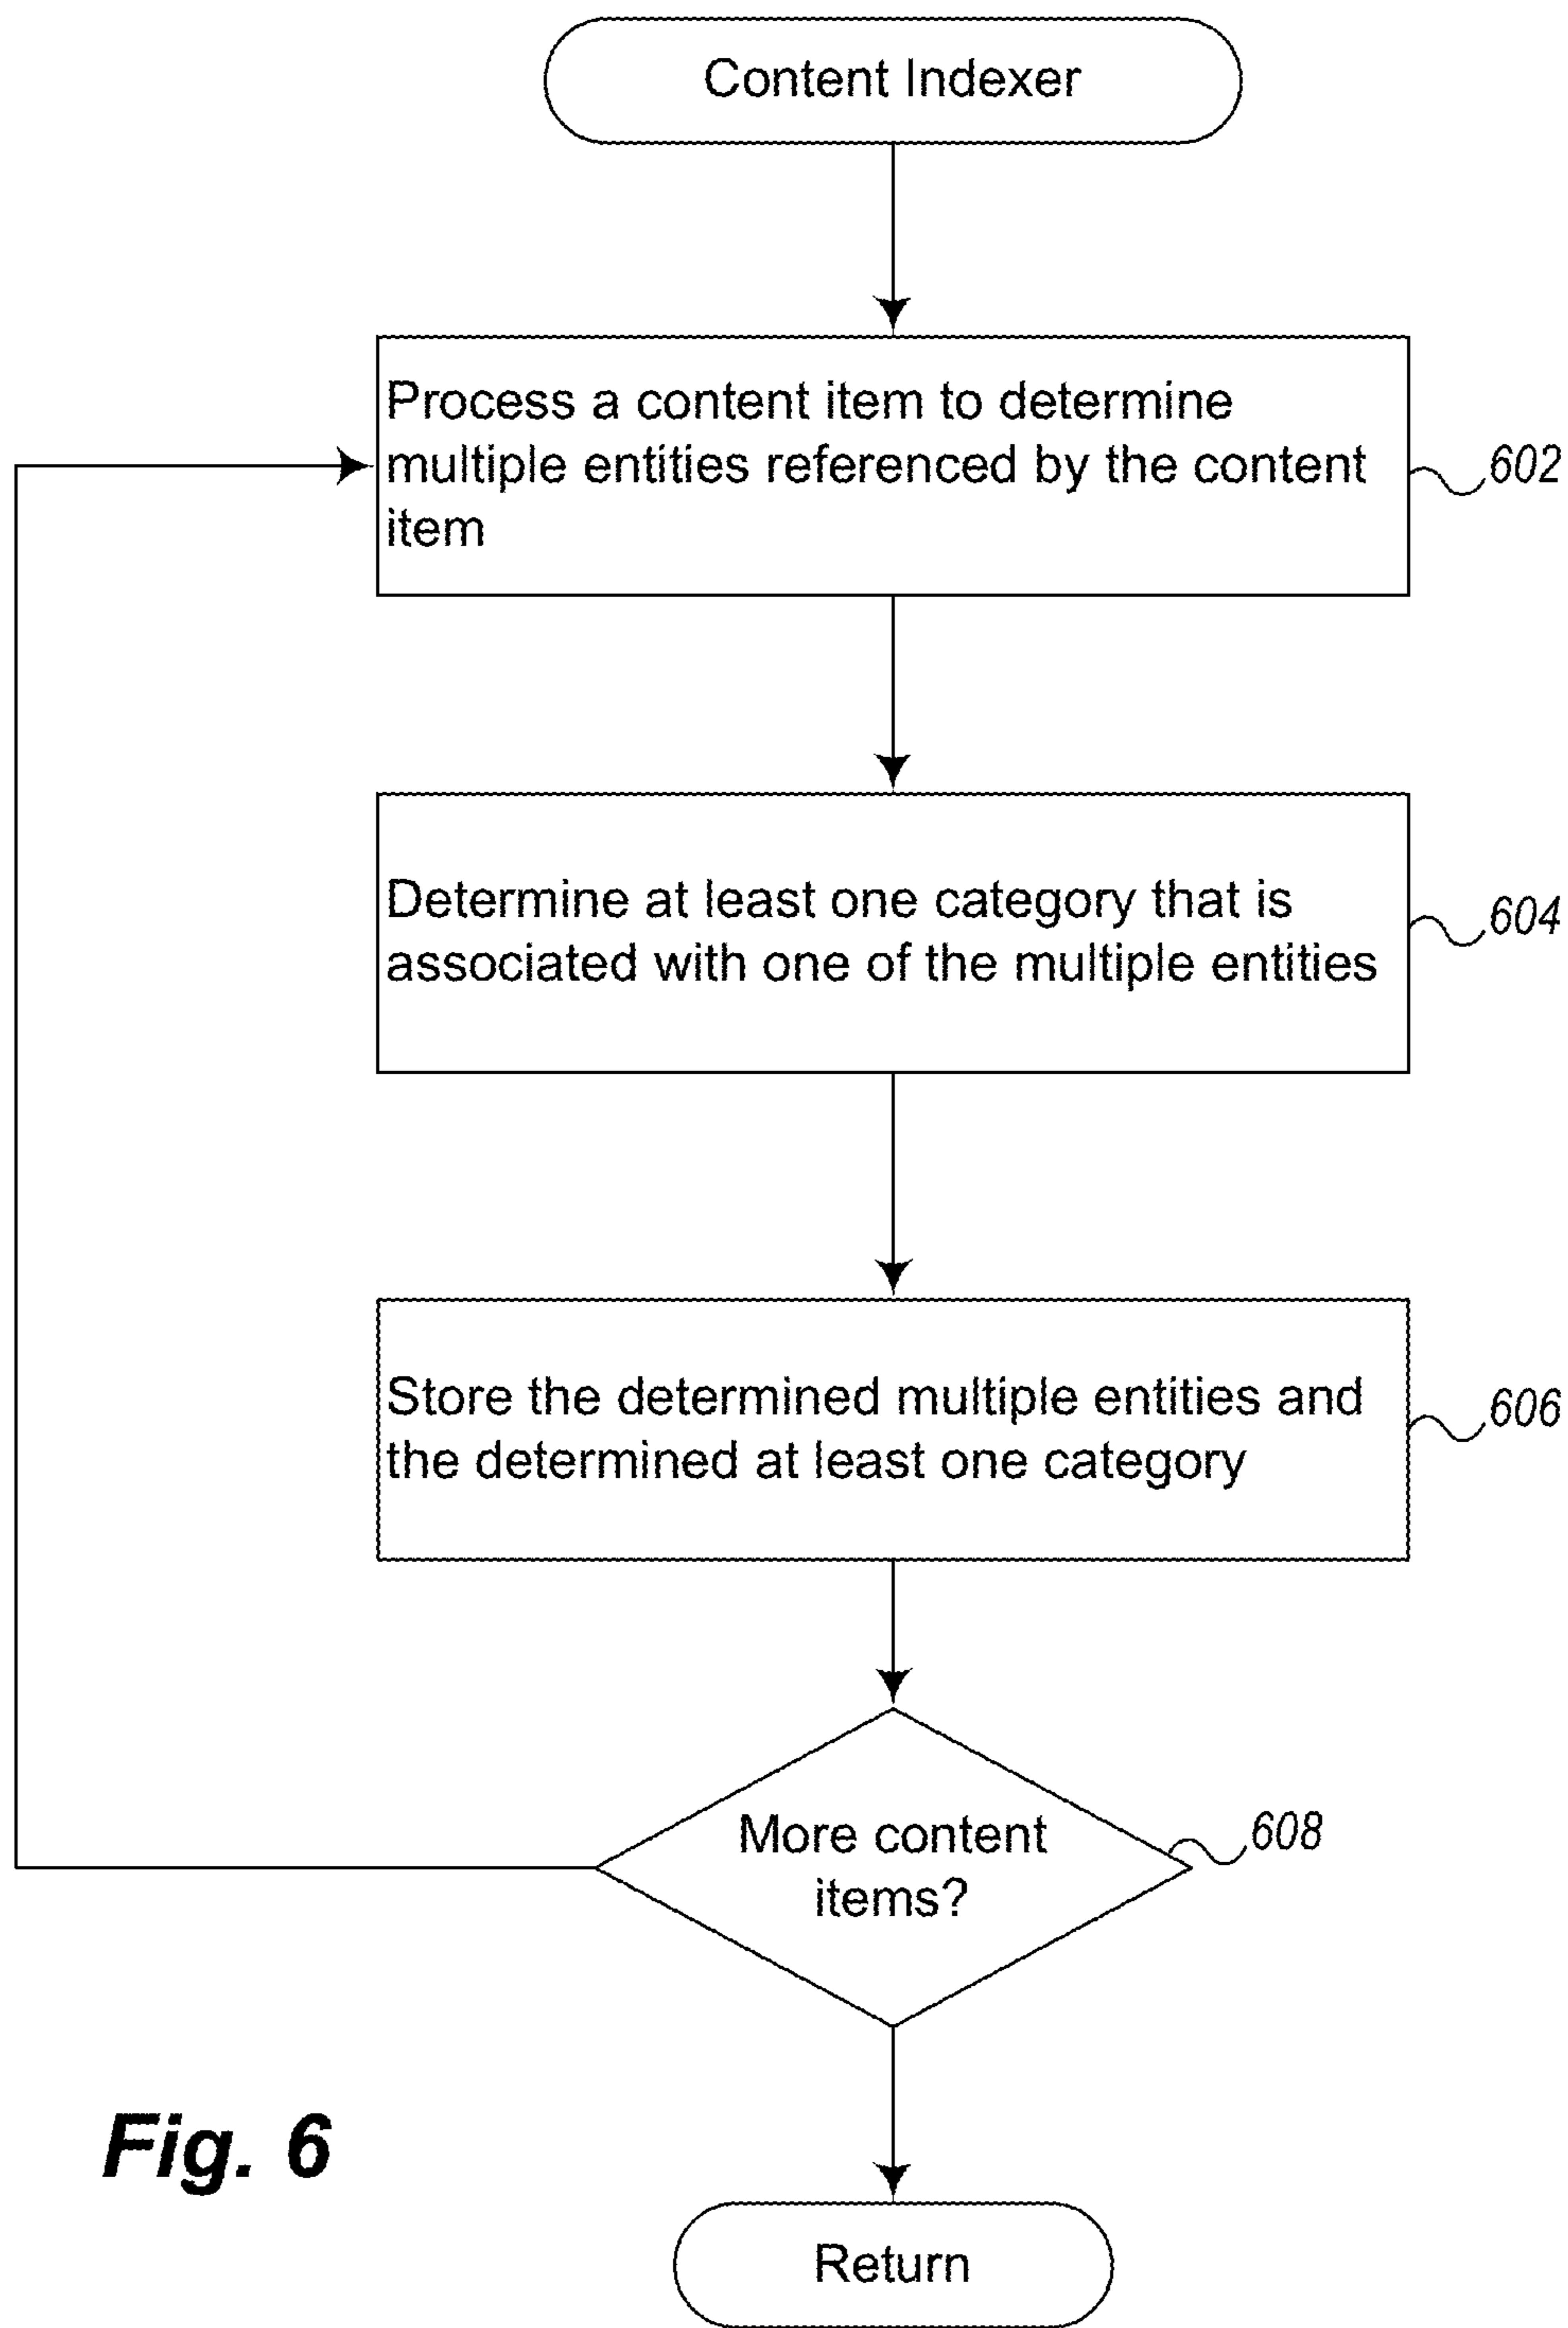 Content Indexer
Process a content item to determine
multiple entities referenced by the content
item
602
Determine at least one category that is
associated with one of the multiple entities
604
Store the determined multiple entities and
the determined at least one category
606
More content
items?
608
Fig. 6
Return